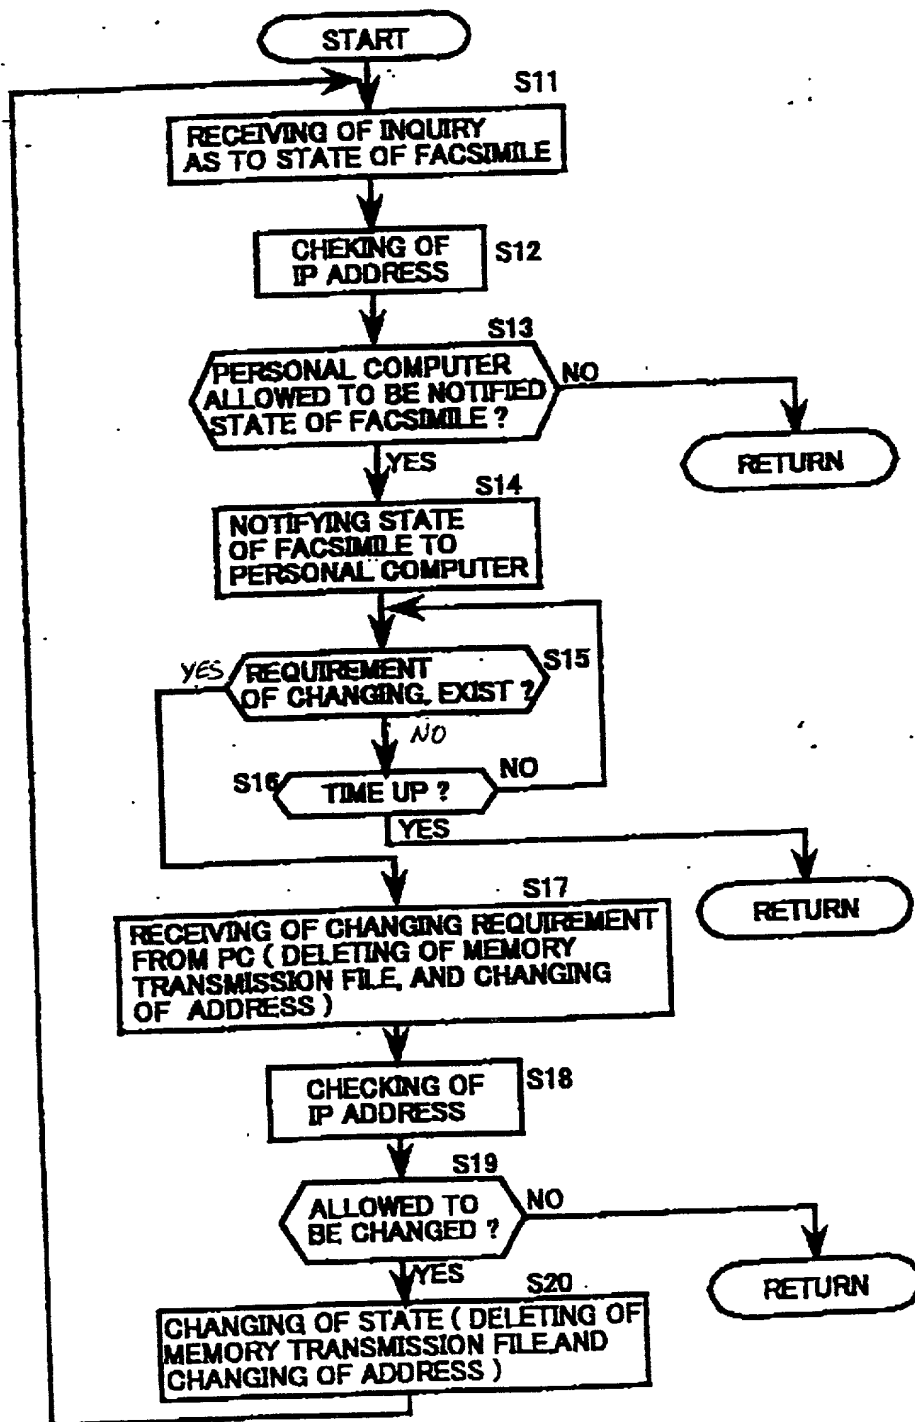 START
S11
RECEIVING OF INQUIRY
AS TO STATE OF FACSIMILE
CHEKING OF
IP ADDRESS
S12
S13
PERSONAL COMPUTER
ALLOWED TO BE NOTIFIED
STATE OF FACSIMILE ?
NO
RETURN
YES
S14
NOTIFYING STATE
OF FACSIMILE TO
PERSONAL COMPUTER
YES
REQUIREMENT
OF CHANGING, EXIST ?
S15
NO
S16
TIME UP ?
NO
YES
RETURN
S17
RECEIVING OF CHANGING REQUIREMENT
FROM PC ( DELETING OF MEMORY
TRANSMISSION FILE, AND CHANGING
OF ADDRESS )
CHECKING OF
IP ADDRESS
S18
S19
ALLOWED TO
BE CHANGED ?
NO
RETURN
YES
S20
CHANGING OF STATE ( DELETING OF
MEMORY TRANSMISSION FILE,AND
CHANGING OF ADDRESS )